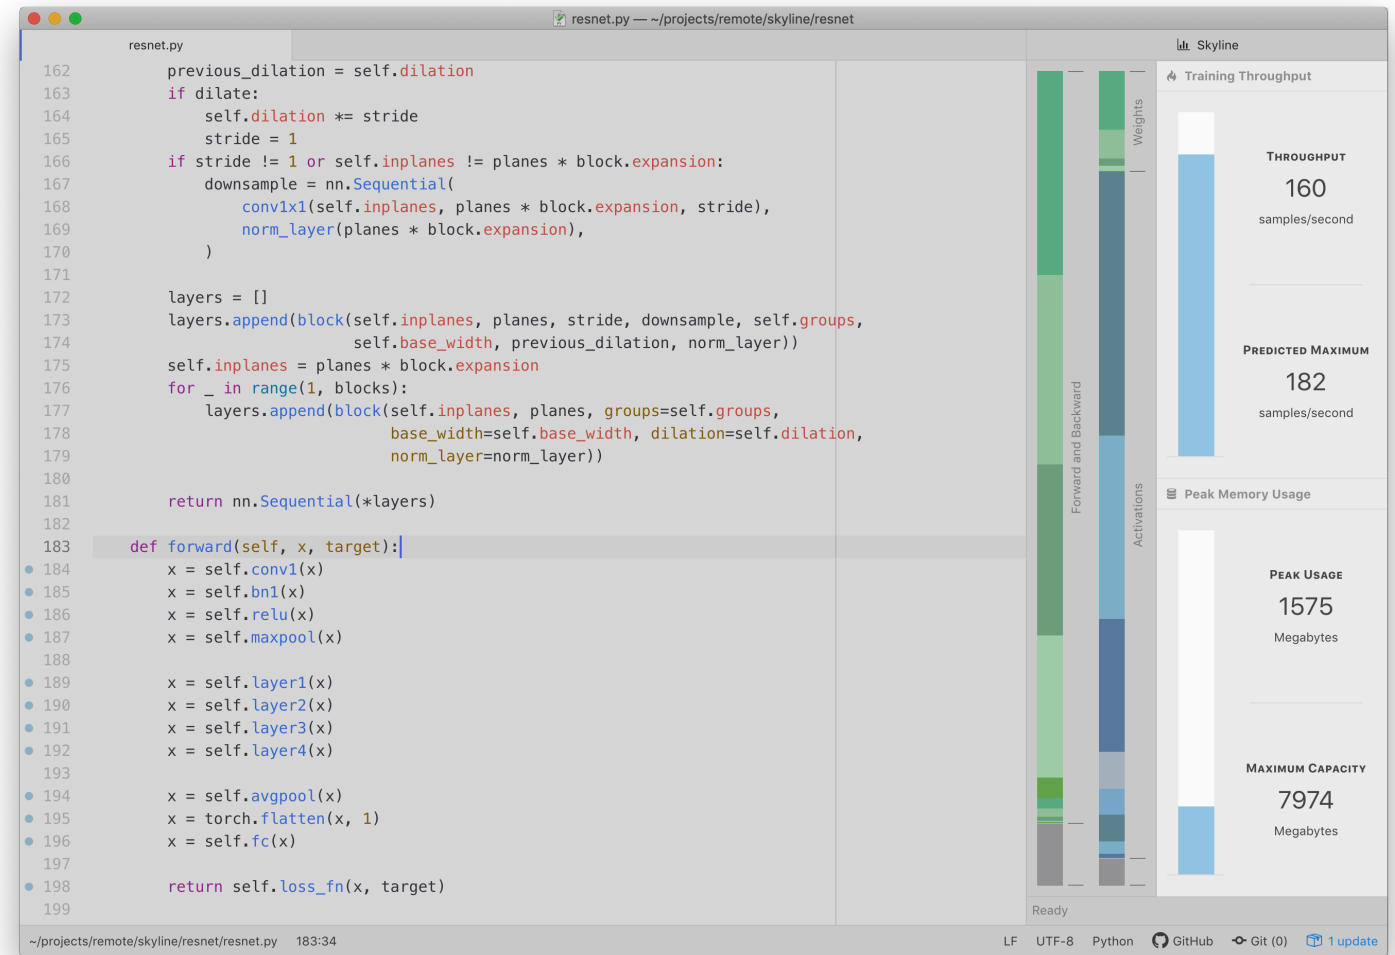 resnet.py — ~/projects/remote/skyline/resnet
resnet.py
Skyline
162 previous_dilation = self.dilation
163 if dilate:
164 self.dilation *= stride
165 stride = 1
166 if stride != 1 or self.inplanes != planes * block.expansion:
167 downsample = nn.Sequential(
168 conv1x1(self.inplanes, planes * block.expansion, stride),
169 norm_layer(planes * block.expansion),
170 )
171
172 layers = []
173 layers.append(block(self.inplanes, planes, stride, downsample, self.groups,
174 self.base_width, previous_dilation, norm_layer))
175 self.inplanes = planes * block.expansion
176 for _ in range(1, blocks):
177 layers.append(block(self.inplanes, planes, groups=self.groups,
178 base_width=self.base_width, dilation=self.dilation,
179 norm_layer=norm_layer))
180
181 return nn.Sequential(*layers)
182
183 def forward(self, x, target):
184 x = self.conv1(x)
185 x = self.bn1(x)
186 x = self.relu(x)
187 x = self.maxpool(x)
188
189 x = self.layer1(x)
190 x = self.layer2(x)
191 x = self.layer3(x)
192 x = self.layer4(x)
193
194 x = self.avgpool(x)
195 x = torch.flatten(x, 1)
196 x = self.fc(x)
197
198 return self.loss_fn(x, target)
199
Forward and Backward
Weights
Activations
Training Throughput
THROUGHPUT
160
samples/second
PREDICTED MAXIMUM
182
samples/second
Peak Memory Usage
PEAK USAGE
1575
Megabytes
MAXIMUM CAPACITY
7974
Megabytes
Ready
~/projects/remote/skyline/resnet/resnet.py 183:34
LF UTF-8 Python GitHub Git (0) 1 update